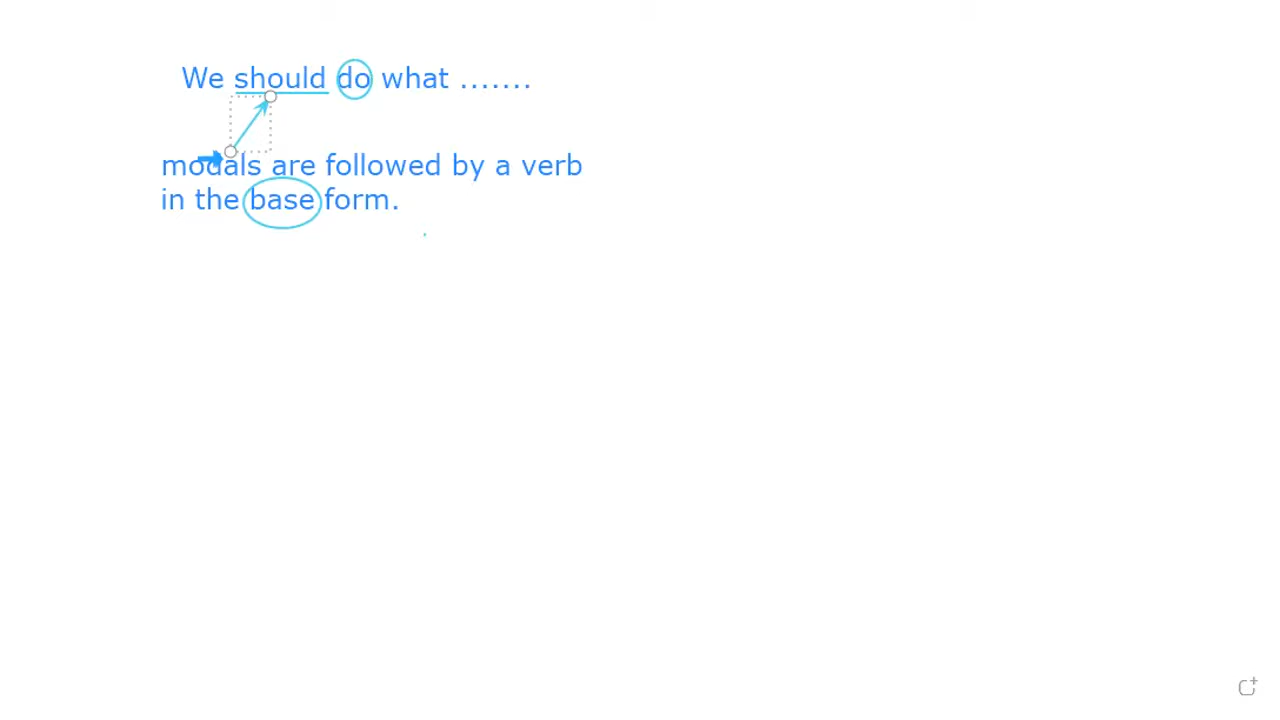 We should do what .......
modals are followed by a verb
in the base form.